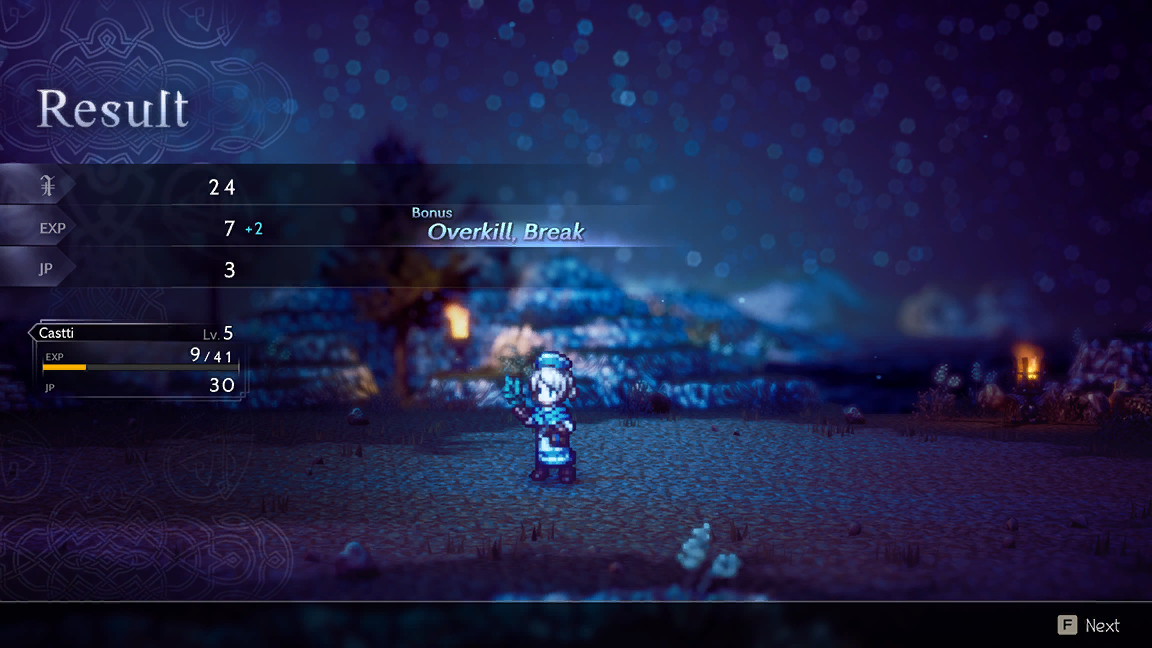 Result
24
EXP 7 +2
Bonus
Overkill, Break
JP 3
Castti Lv. 5
EXP 9/41
JP 30
F Next